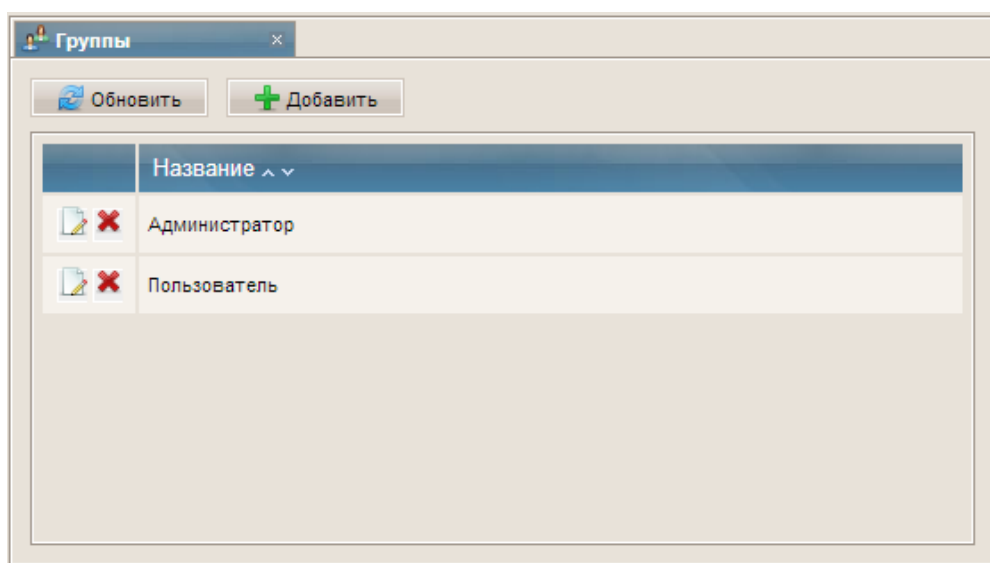 Группы
Обновить Добавить
Название
Администратор
Пользователь